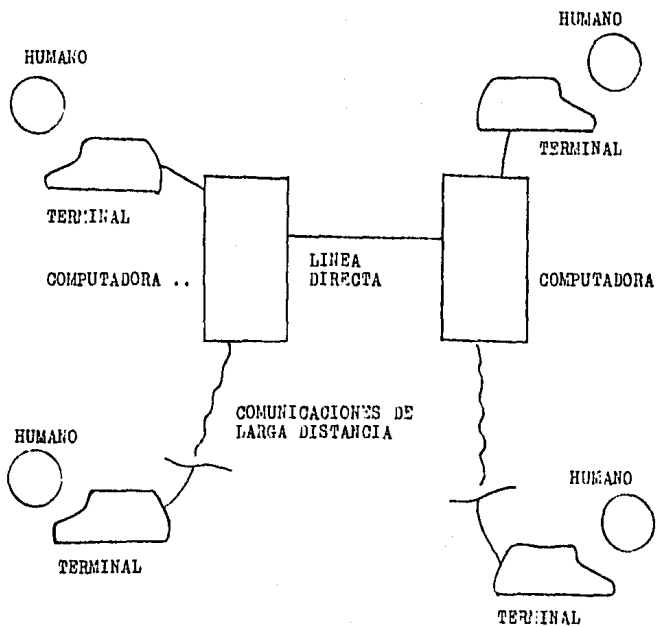 HUMANO
HUMANO
TERMINAL
TERMINAL
LINEA
DIRECTA
COMPUTADORA ..
COMPUTADORA
COMUNICACIONES DE
LARGA DISTANCIA
HUMANO
HUMANO
TERMINAL
TERMINAL